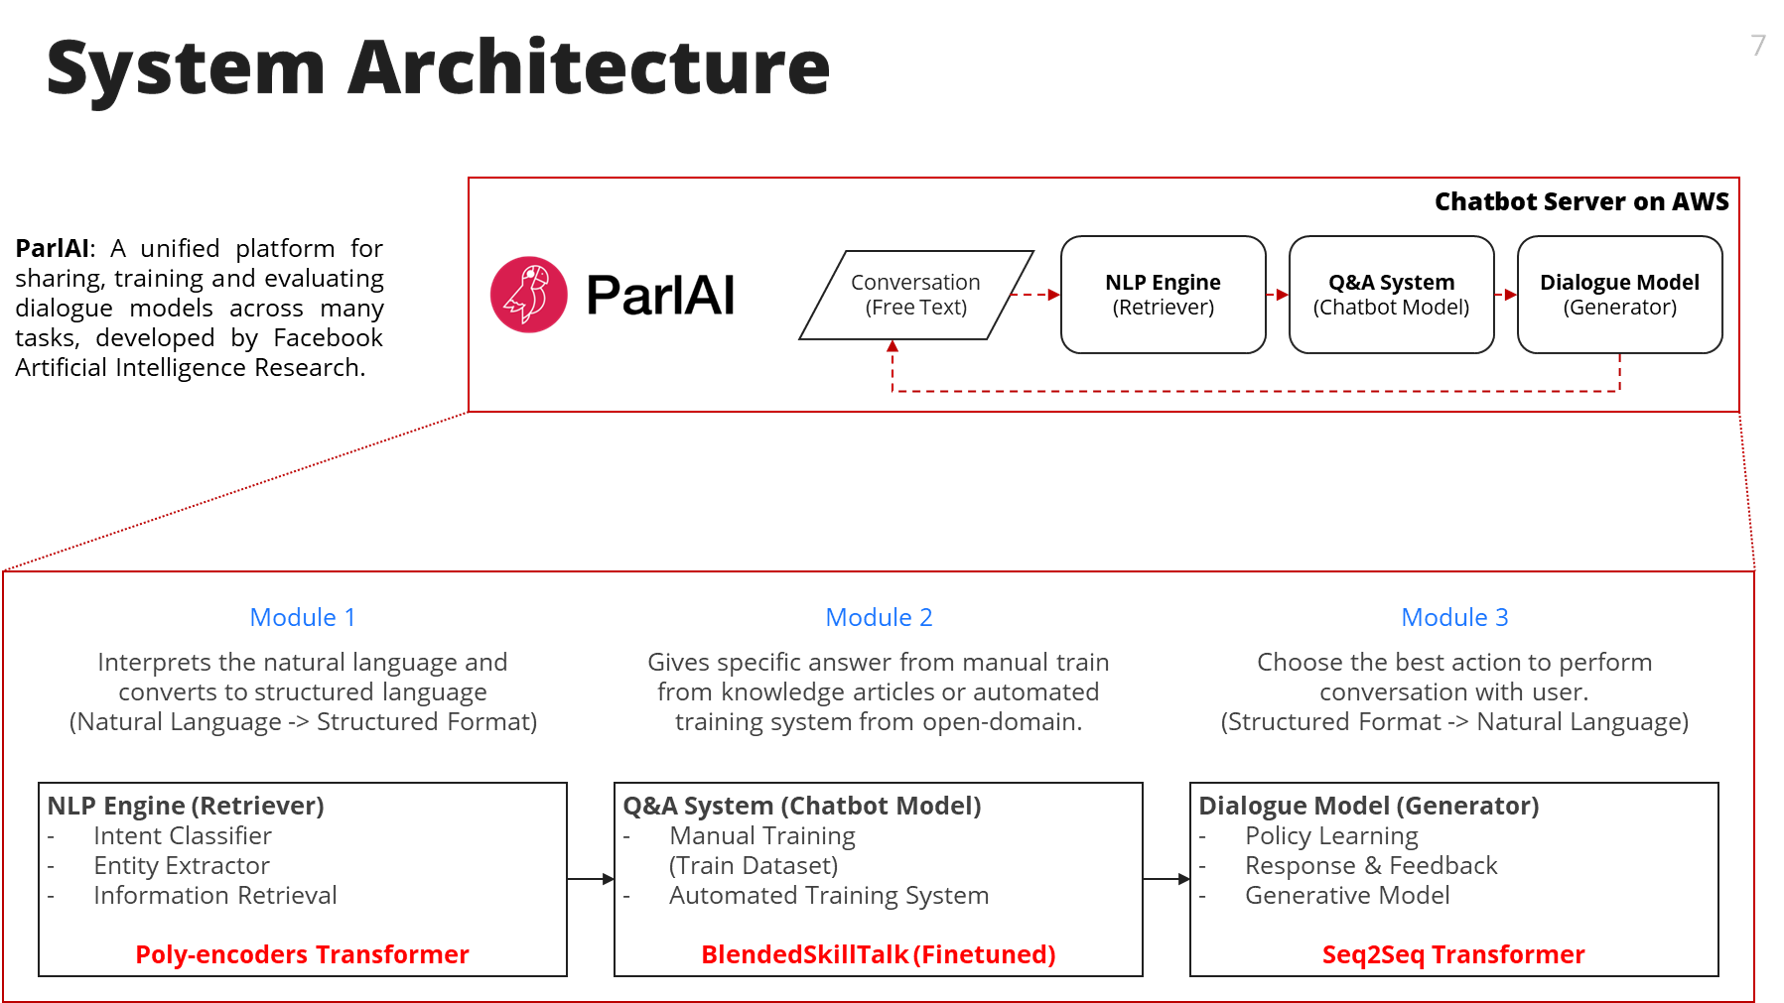 System Architecture
7
ParlAI: A unified platform for
sharing, training and evaluating
dialogue models across many
tasks, developed by Facebook
Artificial Intelligence Research.
Chatbot Server on AWS
ParlAI
Conversation
(Free Text)
NLP Engine
(Retriever)
Q&A System
(Chatbot Model)
Dialogue Model
(Generator)
Module 1
Interprets the natural language and
converts to structured language
(Natural Language -> Structured Format)
Module 2
Gives specific answer from manual train
from knowledge articles or automated
training system from open-domain.
Module 3
Choose the best action to perform
conversation with user.
(Structured Format -> Natural Language)
NLP Engine (Retriever)
- Intent Classifier
- Entity Extractor
- Information Retrieval
Poly-encoders Transformer
Q&A System (Chatbot Model)
- Manual Training
(Train Dataset)
- Automated Training System
BlendedSkillTalk (Finetuned)
Dialogue Model (Generator)
- Policy Learning
- Response & Feedback
- Generative Model
Seq2Seq Transformer